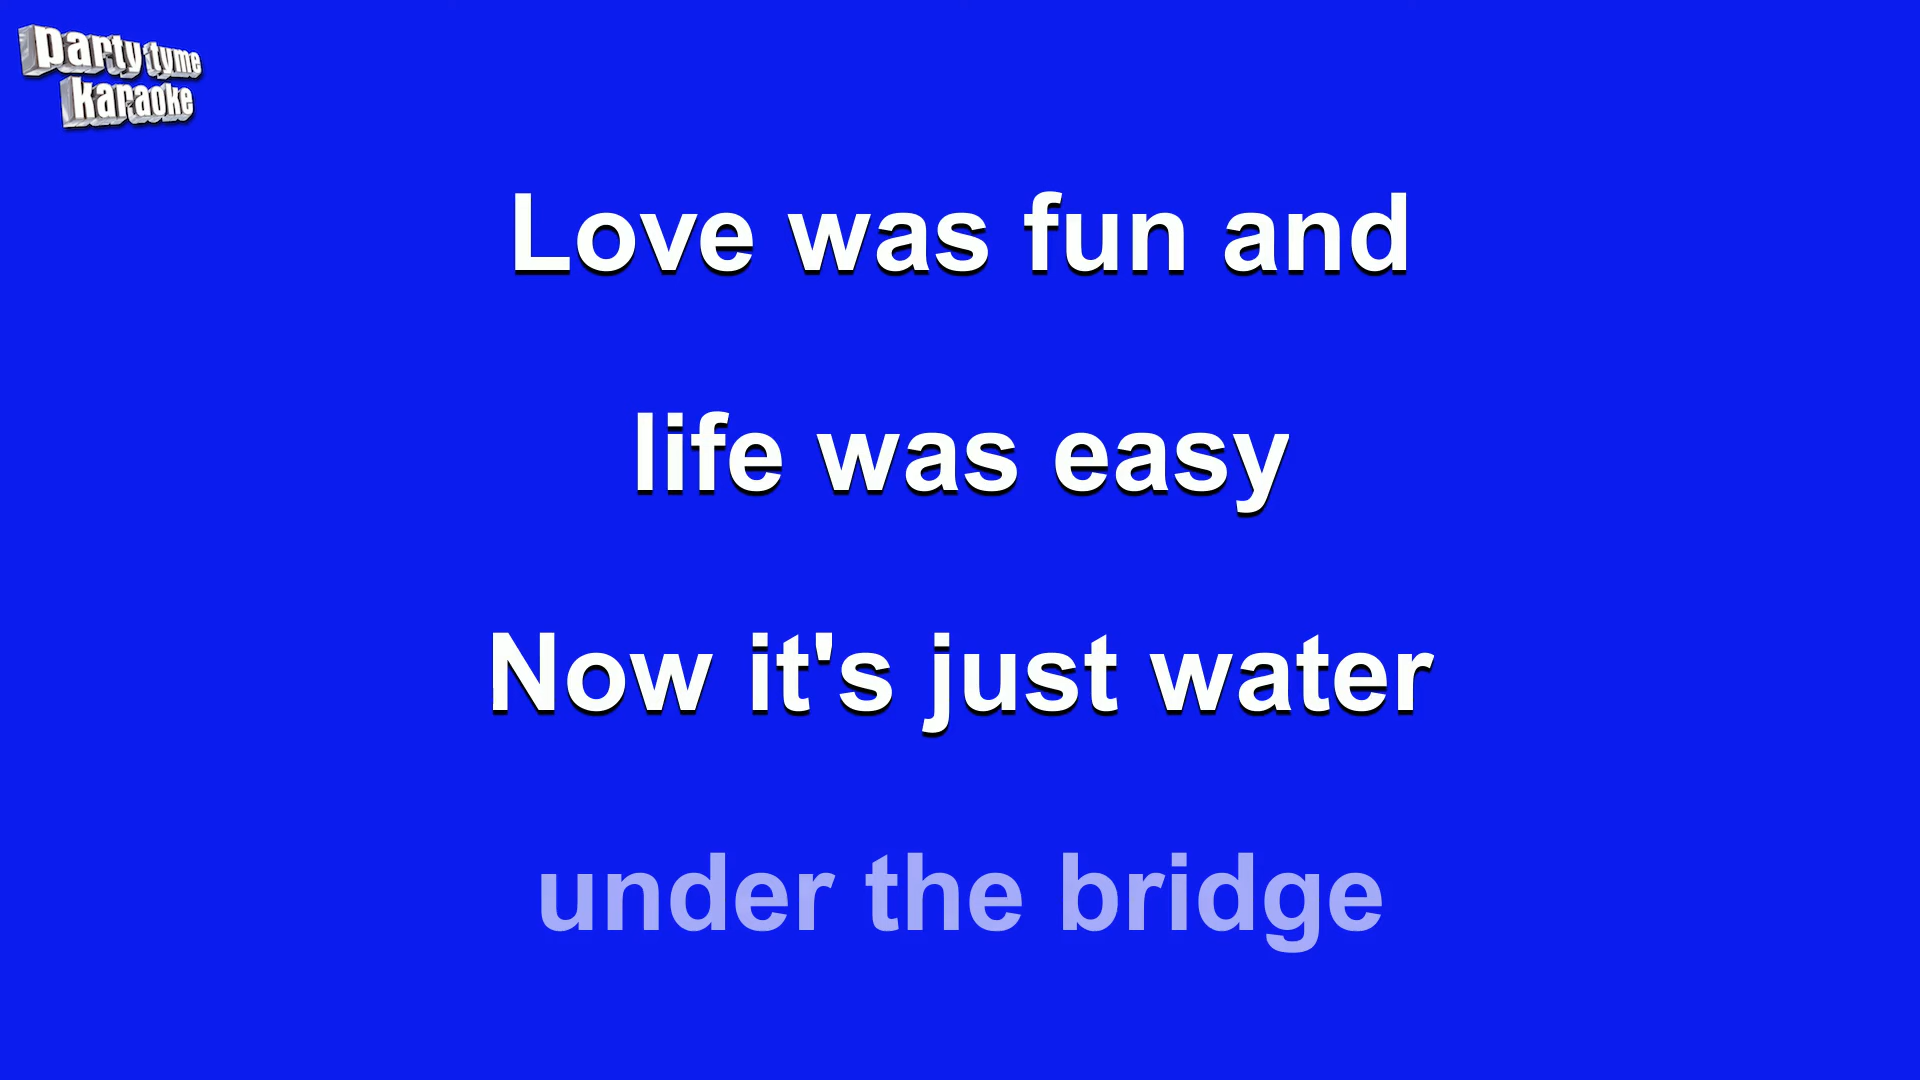 party tyme
karaoke
Love was fun and
life was easy
Now it's just water
under the bridge